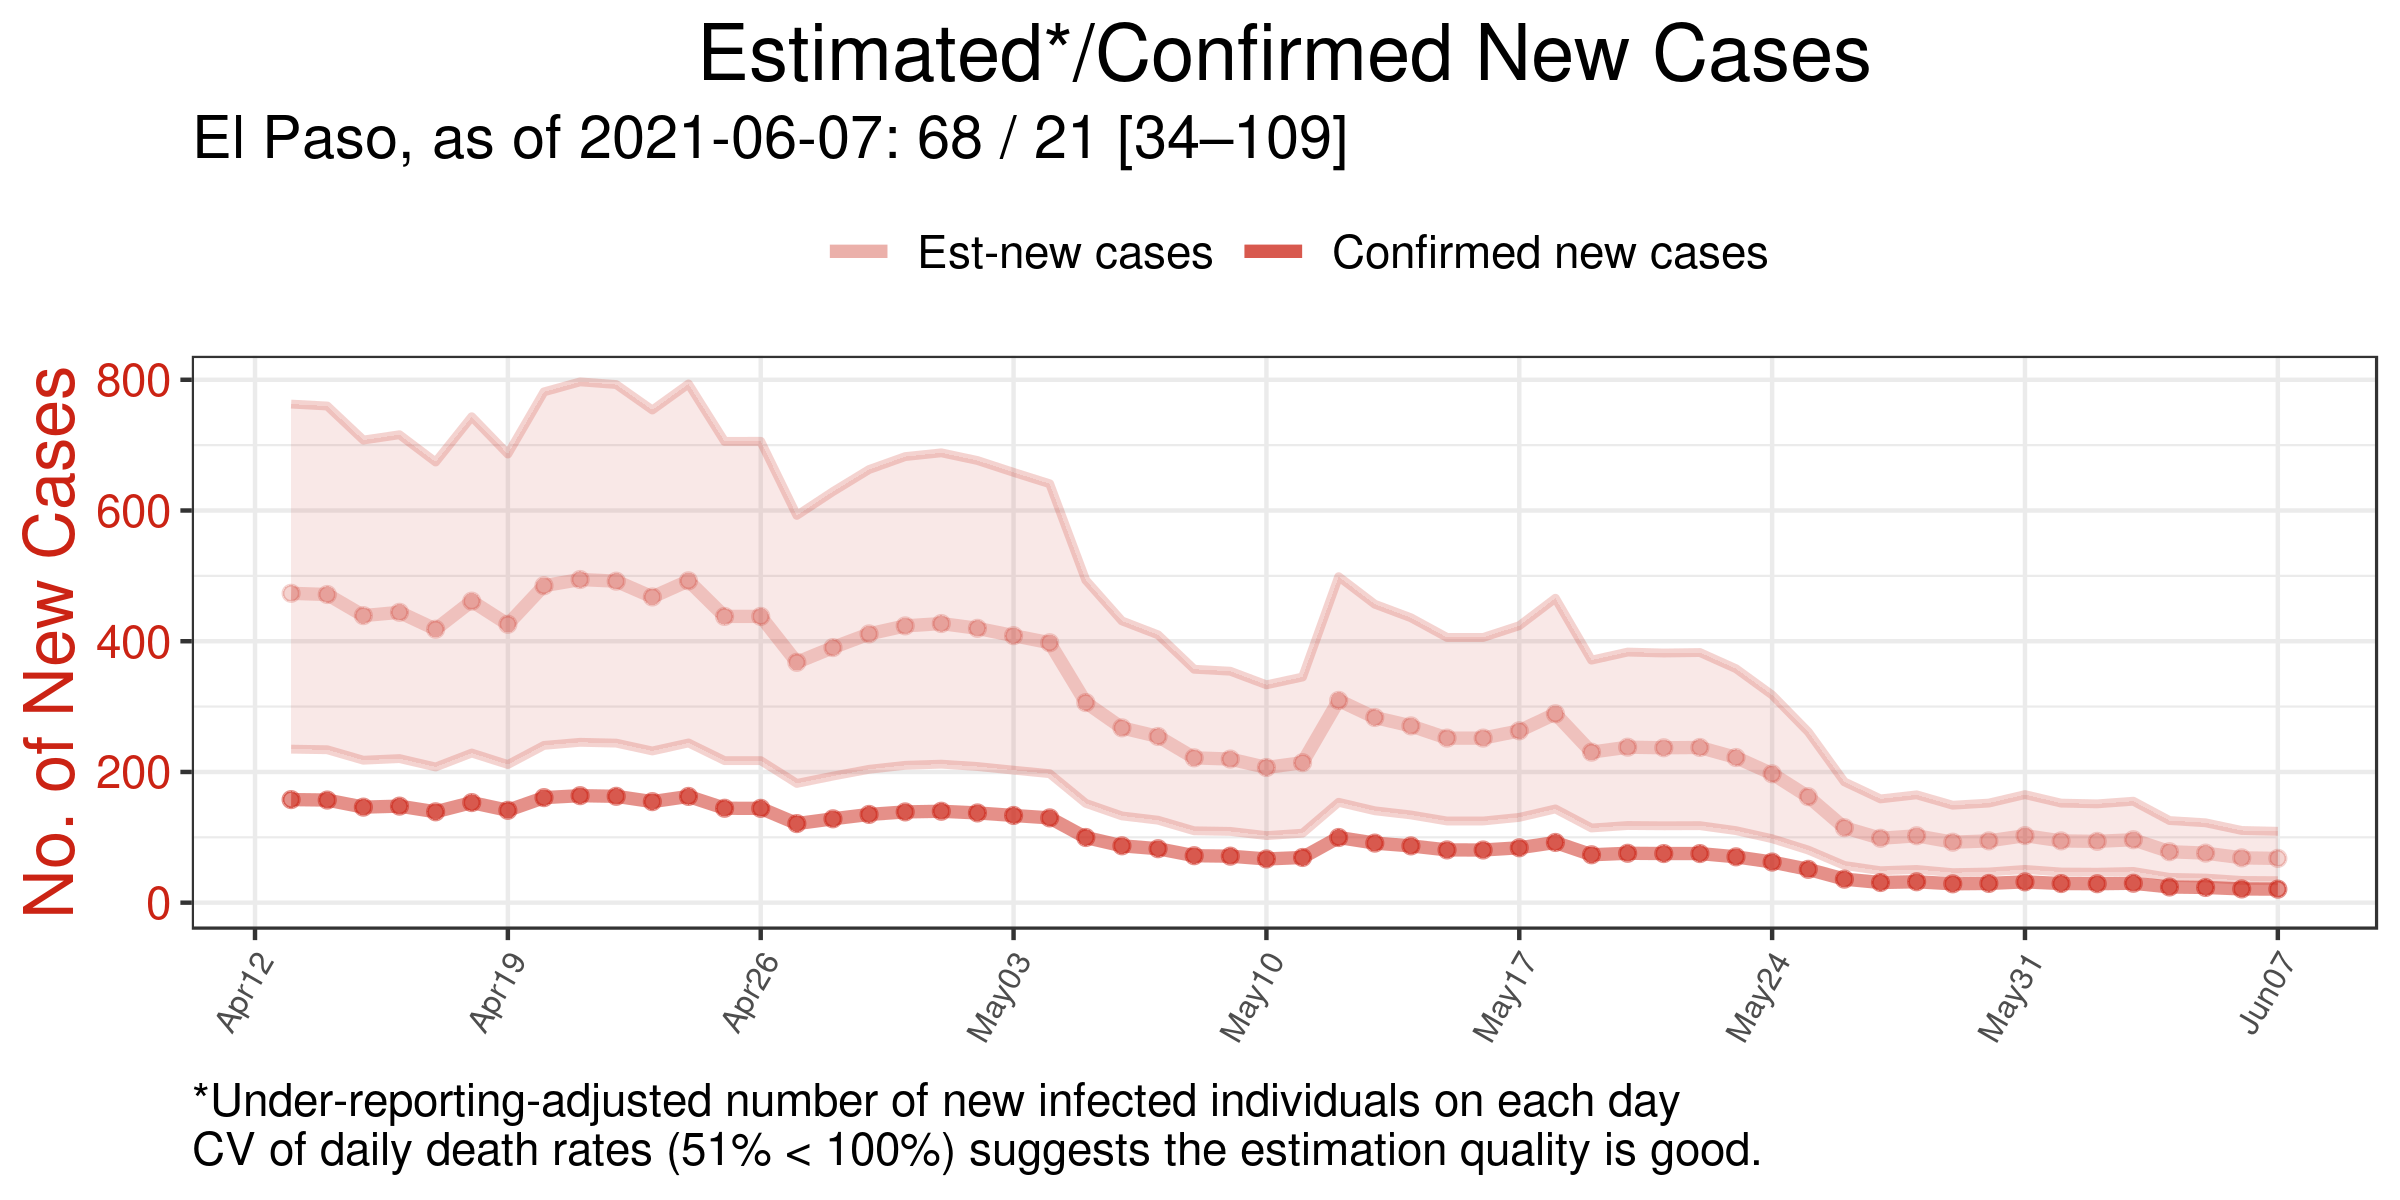 Estimated*/Confirmed New Cases
El Paso, as of 2021-06-07: 68 / 21 [34–109]
Est-new cases Confirmed new cases
No. of New Cases
800
600
400
200
0
Apr12 Apr19 Apr26 May03 May10 May17 May24 May31 Jun07
*Under-reporting-adjusted number of new infected individuals on each day
CV of daily death rates (51% < 100%) suggests the estimation quality is good.